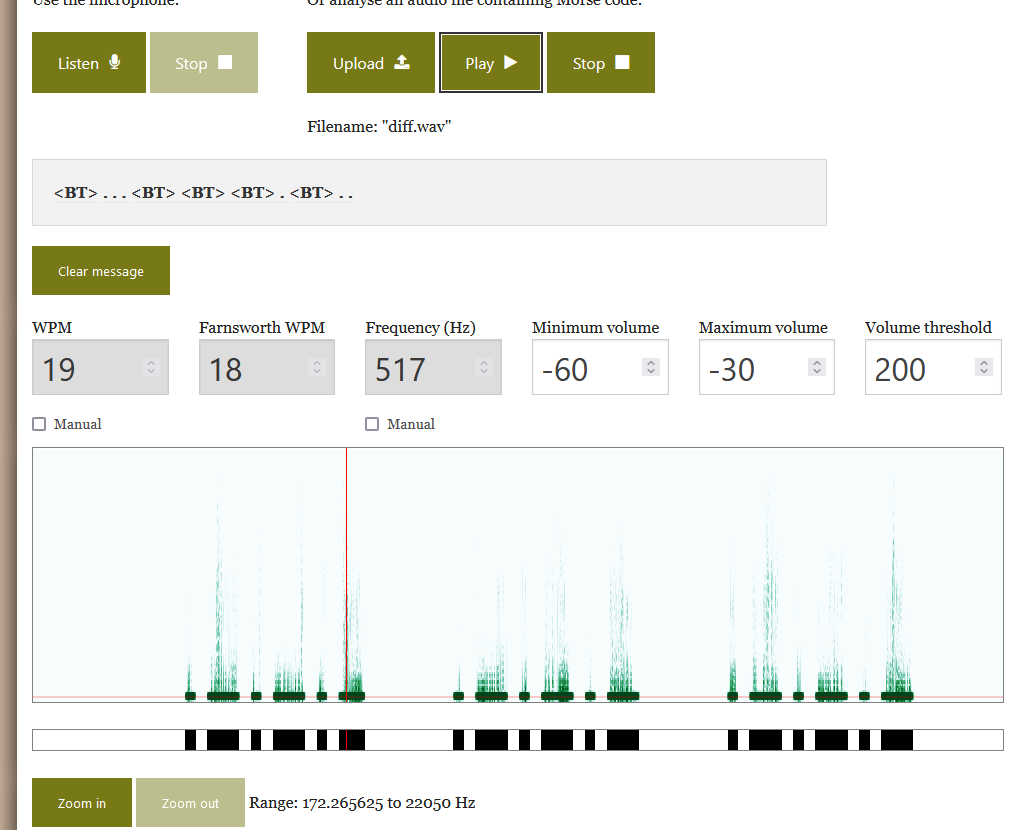 Use the microphone:
Or analyse an audio file containing Morse code:
Listen
Stop
Upload
Play
Stop
Filename: "diff.wav"
<BT> . . . <BT> <BT> <BT> . <BT> . .
Clear message
WPM
Farnsworth WPM
Frequency (Hz)
Minimum volume
Maximum volume
Volume threshold
19
18
517
-60
-30
200
Manual
Manual
Zoom in
Zoom out
Range: 172.265625 to 22050 Hz